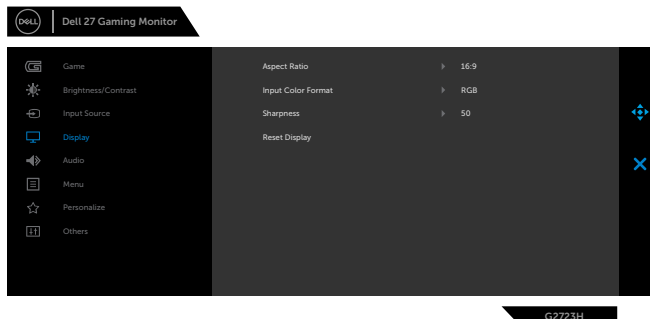 DELL Dell 27 Gaming Monitor
Game
Brightness/Contrast
Input Source
Display
Audio
Menu
Personalize
Others
Aspect Ratio 16:9
Input Color Format RGB
Sharpness 50
Reset Display
G2723H